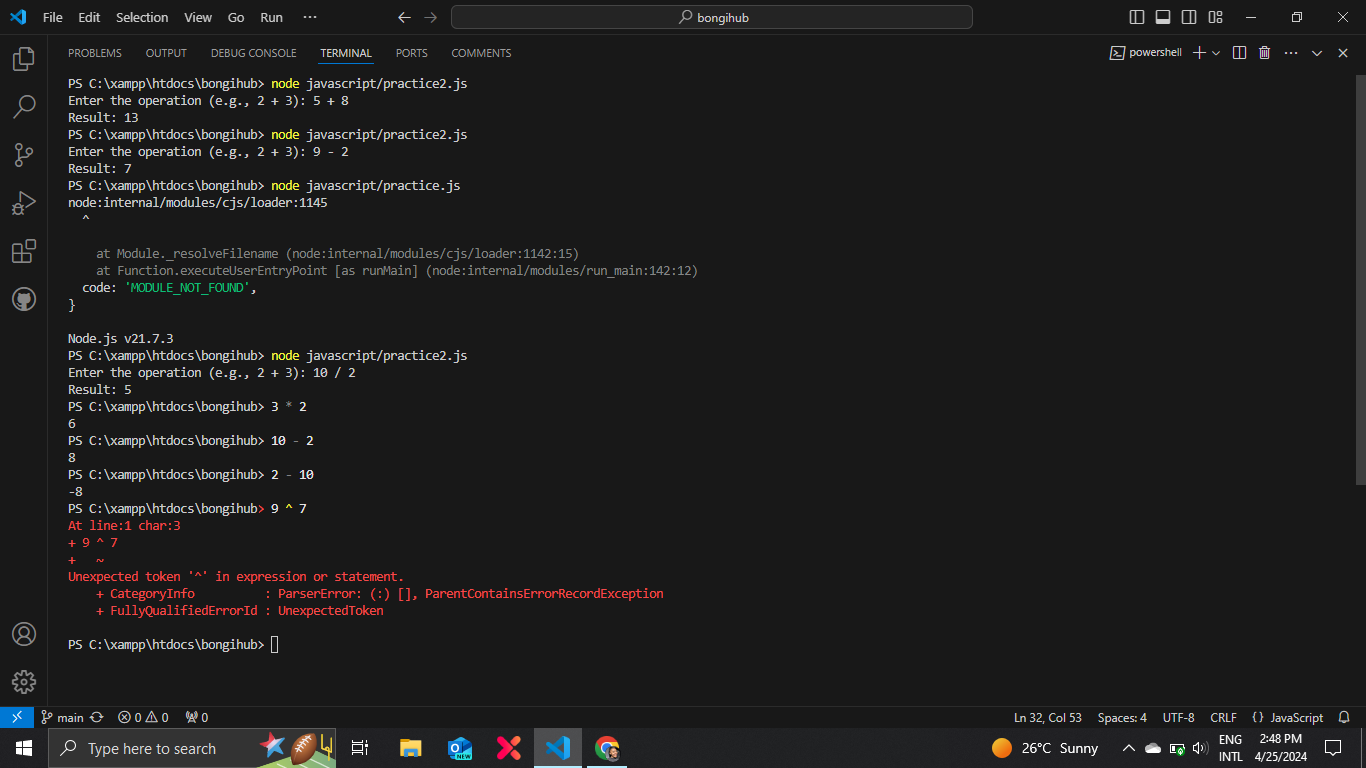 File Edit Selection View Go Run ··· bongihub
PROBLEMS OUTPUT DEBUG CONSOLE TERMINAL PORTS COMMENTS powershell
PS C:\xampp\htdocs\bongihub> node javascript/practice2.js
Enter the operation (e.g., 2 + 3): 5 + 8
Result: 13
PS C:\xampp\htdocs\bongihub> node javascript/practice2.js
Enter the operation (e.g., 2 + 3): 9 - 2
Result: 7
PS C:\xampp\htdocs\bongihub> node javascript/practice.js
node:internal/modules/cjs/loader:1145
^
at Module._resolveFilename (node:internal/modules/cjs/loader:1142:15)
at Function.executeUserEntryPoint [as runMain] (node:internal/modules/run_main:142:12)
code: 'MODULE_NOT_FOUND',
}
Node.js v21.7.3
PS C:\xampp\htdocs\bongihub> node javascript/practice2.js
Enter the operation (e.g., 2 + 3): 10 / 2
Result: 5
PS C:\xampp\htdocs\bongihub> 3 * 2
6
PS C:\xampp\htdocs\bongihub> 10 - 2
8
PS C:\xampp\htdocs\bongihub> 2 - 10
-8
PS C:\xampp\htdocs\bongihub> 9 ^ 7
At line:1 char:3
+ 9 ^ 7
+   ~
Unexpected token '^' in expression or statement.
+ CategoryInfo          : ParserError: (:) [], ParentContainsErrorRecordException
+ FullyQualifiedErrorId : UnexpectedToken
PS C:\xampp\htdocs\bongihub>
main 0 0 0 Ln 32, Col 53 Spaces: 4 UTF-8 CRLF {} JavaScript
Type here to search NEW 26°C Sunny ENG INTL 2:48 PM 4/25/2024